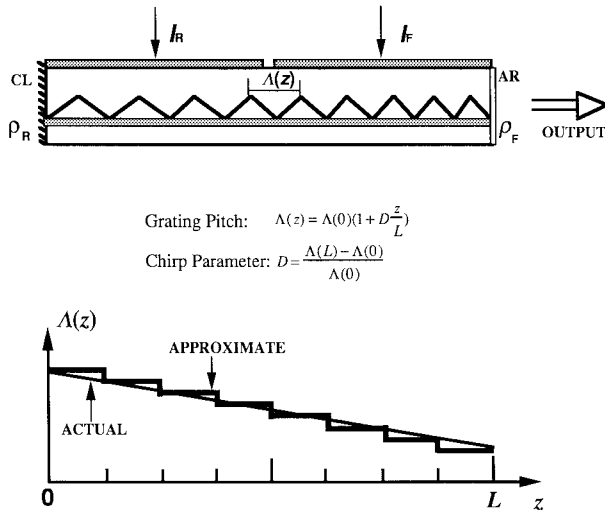 I_R I_F
CL Λ(z) AR
ρ_R ρ_F OUTPUT
Grating Pitch: Λ(z) = Λ(0)(1 + D z/L)
Chirp Parameter: D = (Λ(L) − Λ(0))/Λ(0)
Λ(z)
APPROXIMATE
ACTUAL
0 L z